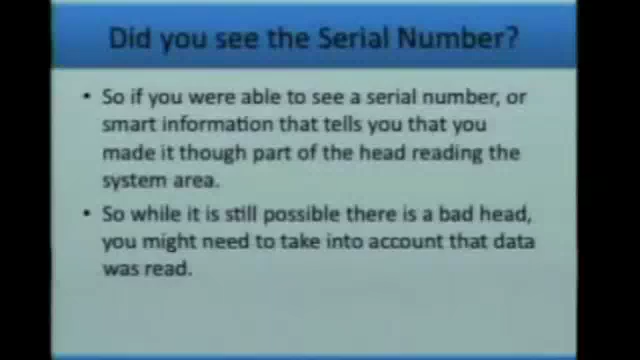 Did you see the Serial Number?
• So if you were able to see a serial number, or
smart information that tells you that you
made it though part of the head reading the
system area.
• So while it is still possible there is a bad head,
you might need to take into account that data
was read.